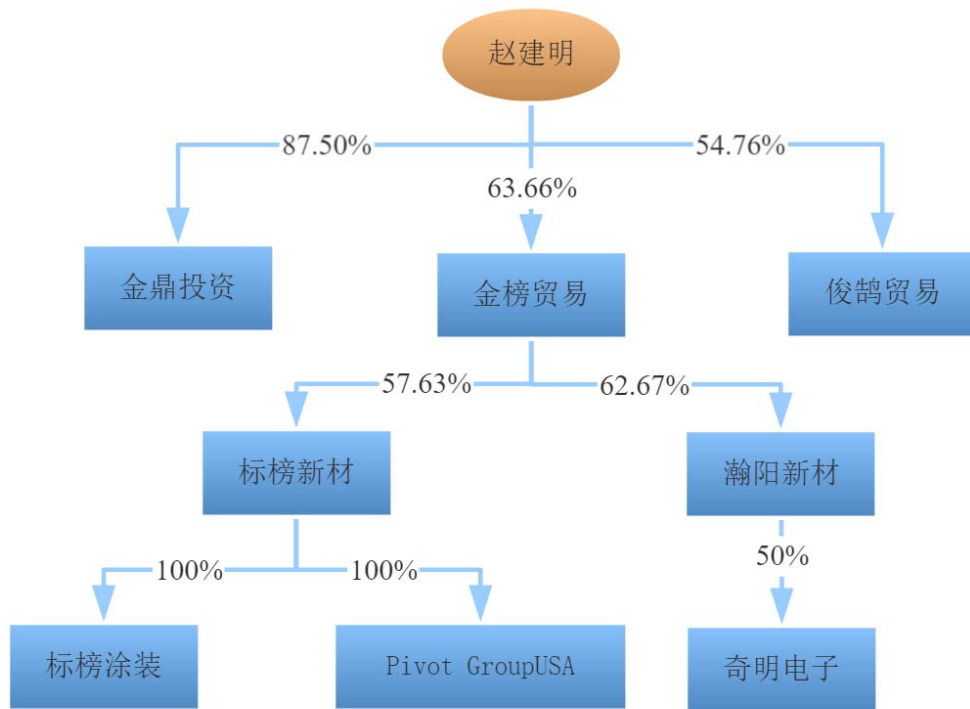 赵建明
87.50%
54.76%
63.66%
金鼎投资
金榜贸易
俊鹄贸易
57.63%
62.67%
标榜新材
瀚阳新材
100%
100%
50%
标榜涂装
Pivot GroupUSA
奇明电子